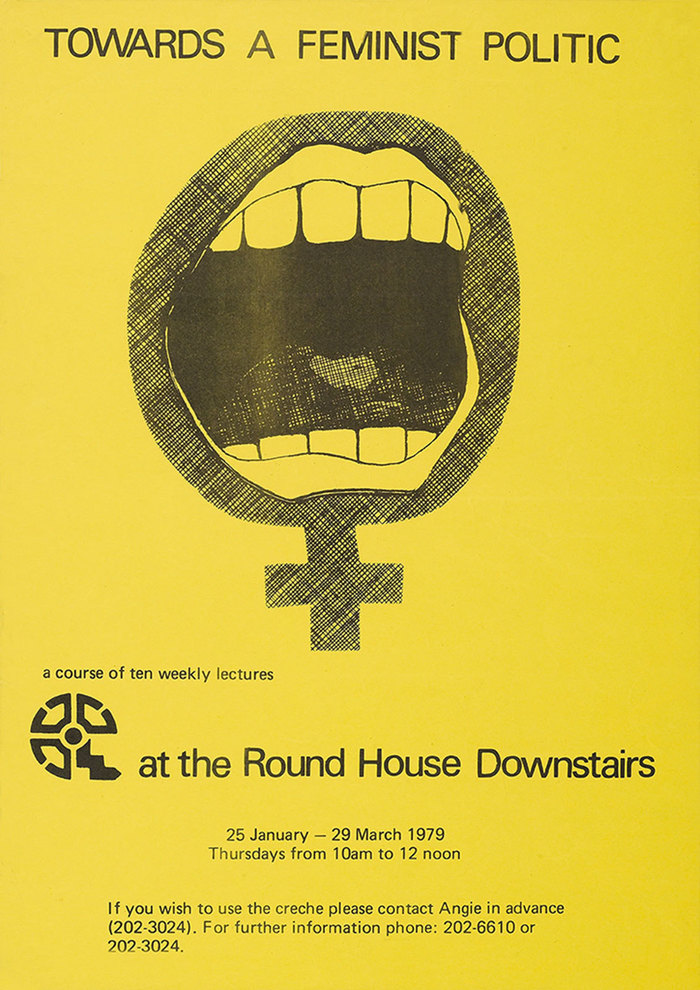 TOWARDS A FEMINIST POLITIC
a course of ten weekly lectures
at the Round House Downstairs
25 January — 29 March 1979
Thursdays from 10am to 12 noon
If you wish to use the creche please contact Angie in advance
(202-3024). For further information phone: 202-6610 or
202-3024.